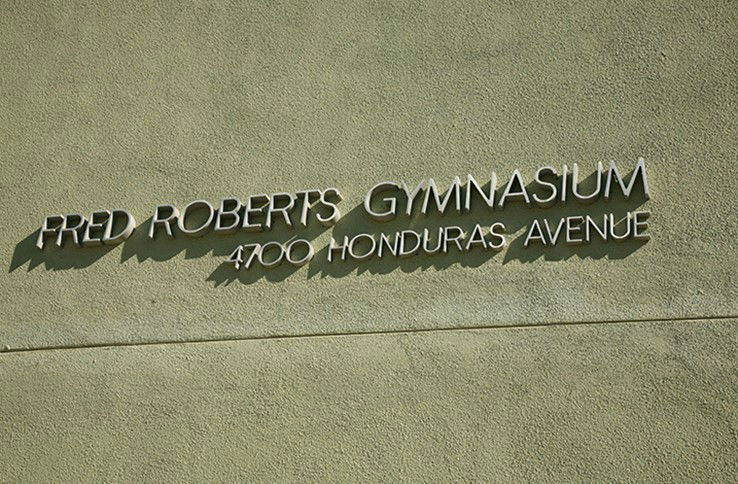 FRED ROBERTS GYMNASIUM
4700 HONDURAS AVENUE